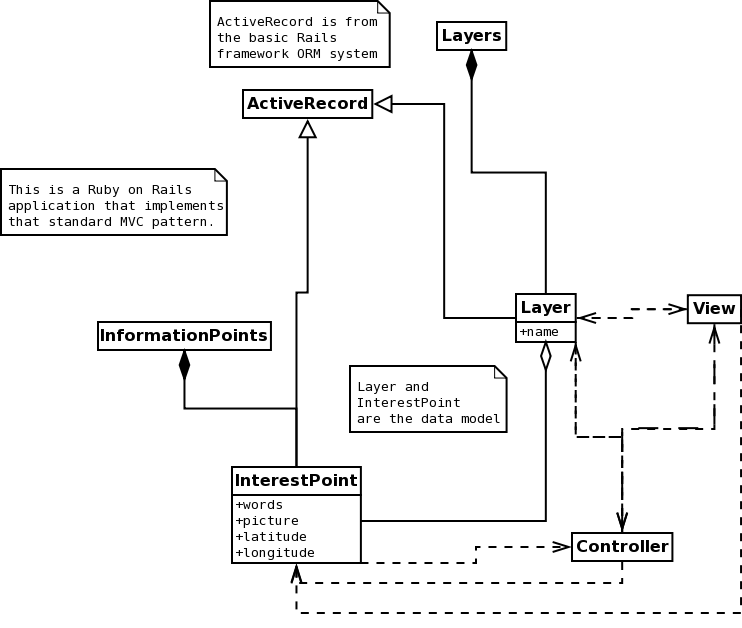 ActiveRecord is from
the basic Rails
framework ORM system
Layers
ActiveRecord
This is a Ruby on Rails
application that implements
that standard MVC pattern.
Layer
+name
View
InformationPoints
Layer and
InterestPoint
are the data model
InterestPoint
+words
+picture
+latitude
+longitude
Controller